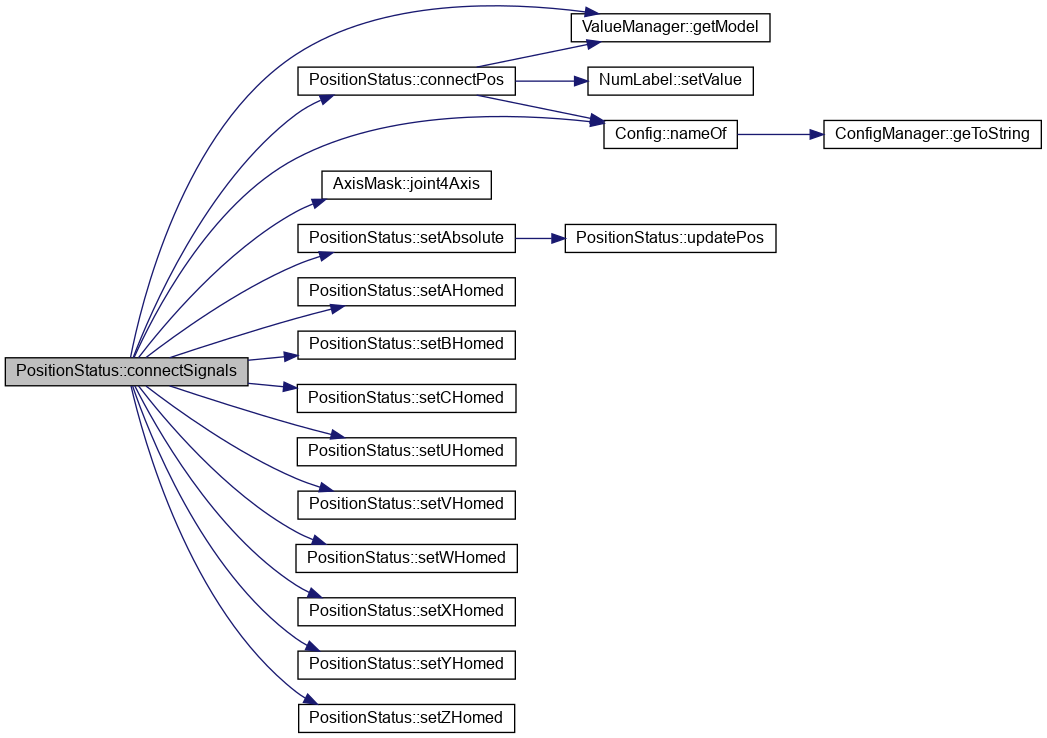 ValueManager::getModel
PositionStatus::connectPos
NumLabel::setValue
Config::nameOf
ConfigManager::geToString
AxisMask::joint4Axis
PositionStatus::setAbsolute
PositionStatus::updatePos
PositionStatus::setAHomed
PositionStatus::setBHomed
PositionStatus::connectSignals
PositionStatus::setCHomed
PositionStatus::setUHomed
PositionStatus::setVHomed
PositionStatus::setWHomed
PositionStatus::setXHomed
PositionStatus::setYHomed
PositionStatus::setZHomed